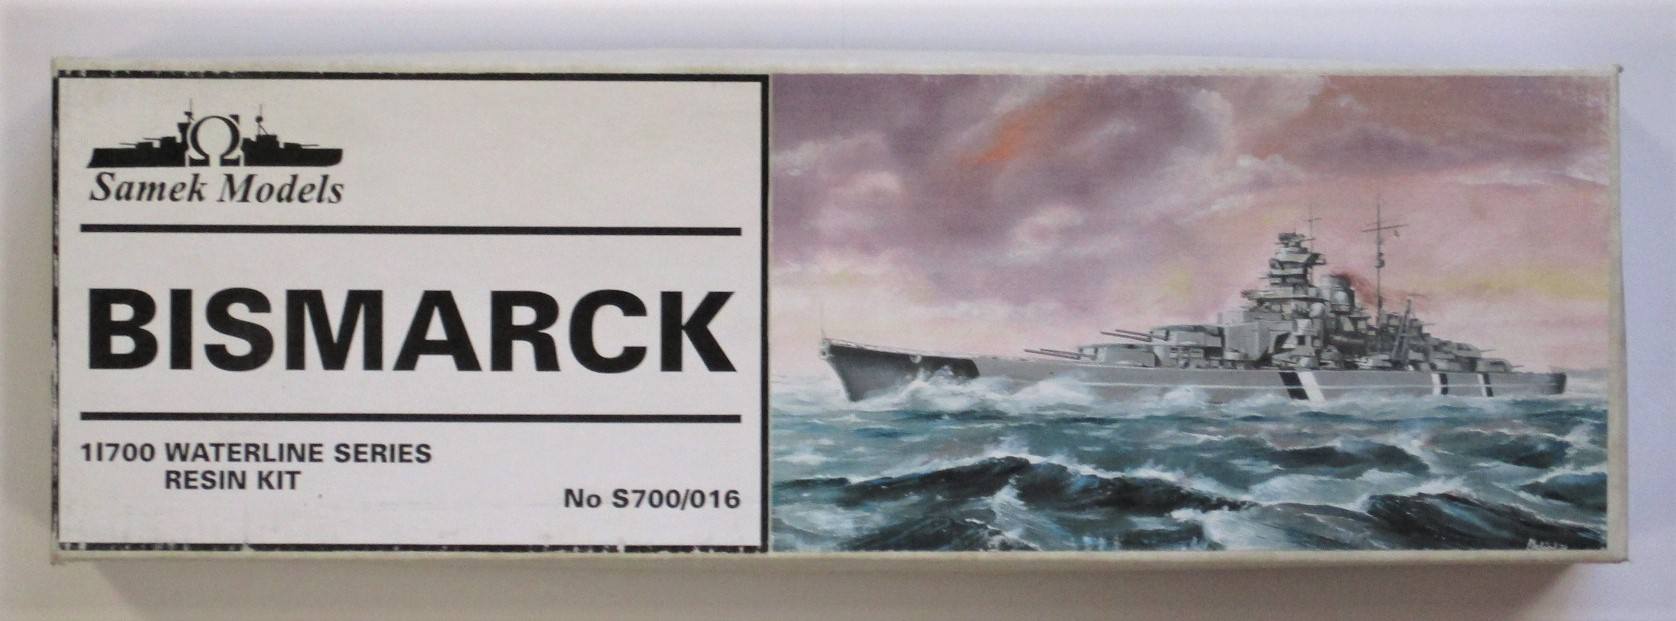 Samek Models
BISMARCK
1I700 WATERLINE SERIES
RESIN KIT
No S700/016